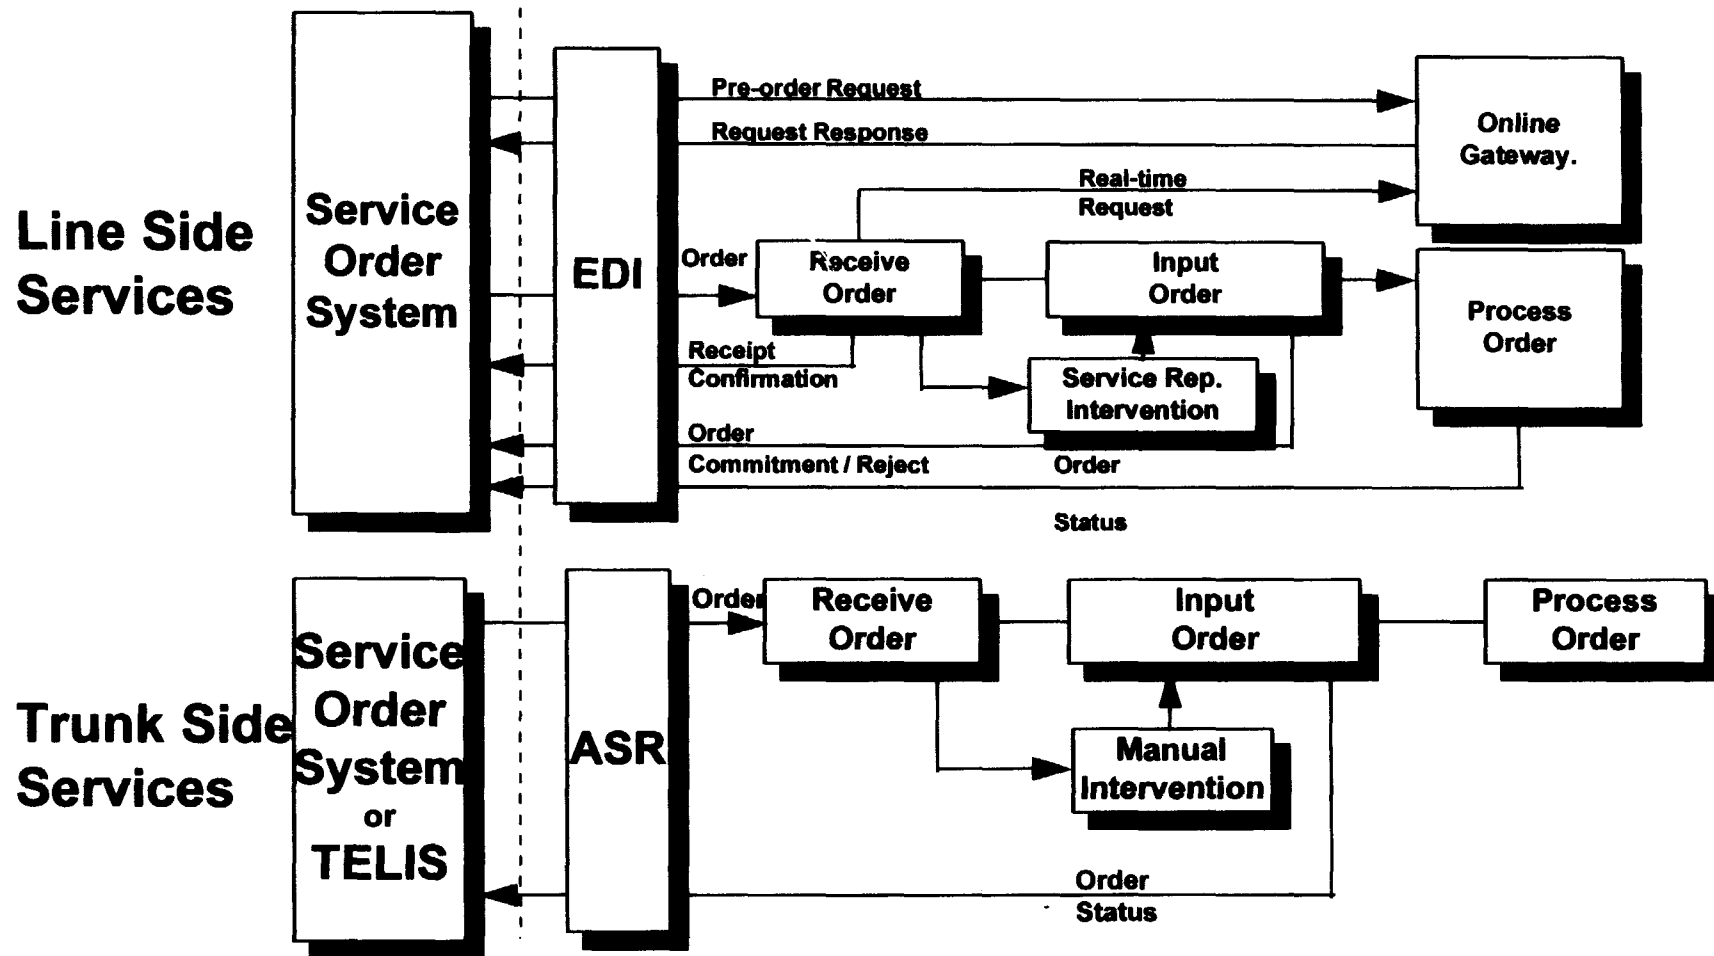 Line Side
Services
Service
Order
System
EDI
Pre-order Request
Request Response
Real-time
Request
Online
Gateway.
Order
Receive
Order
Input
Order
Process
Order
Receipt
Confirmation
Service Rep.
Intervention
Order
Commitment / Reject
Order
Status
Trunk Side
Services
Service
Order
System
or
TELIS
ASR
Order
Receive
Order
Input
Order
Process
Order
Manual
Intervention
Order
Status